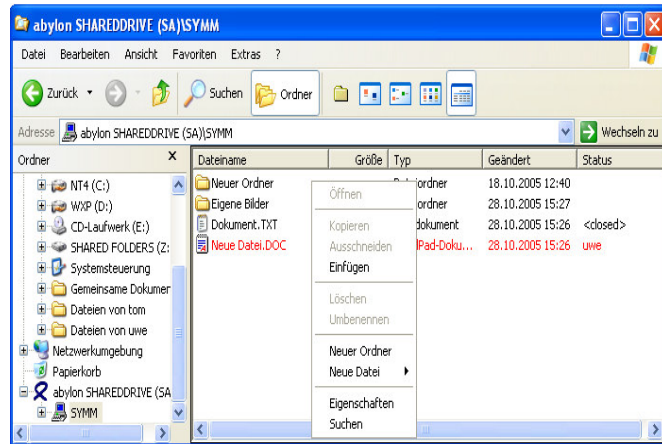 abylon SHAREDDRIVE (SA)\SYMM
Datei Bearbeiten Ansicht Favoriten Extras ?
Zurück Suchen Ordner
Adresse abylon SHAREDDRIVE (SA)\SYMM Wechseln zu
Ordner x
Dateiname Größe Typ Geändert Status
NT4 (C:)
WXP (D:)
CD-Laufwerk (E:)
SHARED FOLDERS (Z:
Systemsteuerung
Gemeinsame Dokumer
Dateien von tom
Dateien von uwe
Netzwerkumgebung
Papierkorb
abylon SHAREDDRIVE (SA
SYMM
Neuer Ordner ordner 18.10.2005 12:40
Eigene Bilder ordner 28.10.2005 15:27
Dokument.TXT dokument 28.10.2005 15:26 <closed>
Neue Datei.DOC lPad-Doku... 28.10.2005 15:26 uwe
Öffnen
Kopieren
Ausschneiden
Einfügen
Löschen
Umbenennen
Neuer Ordner
Neue Datei
Eigenschaften
Suchen